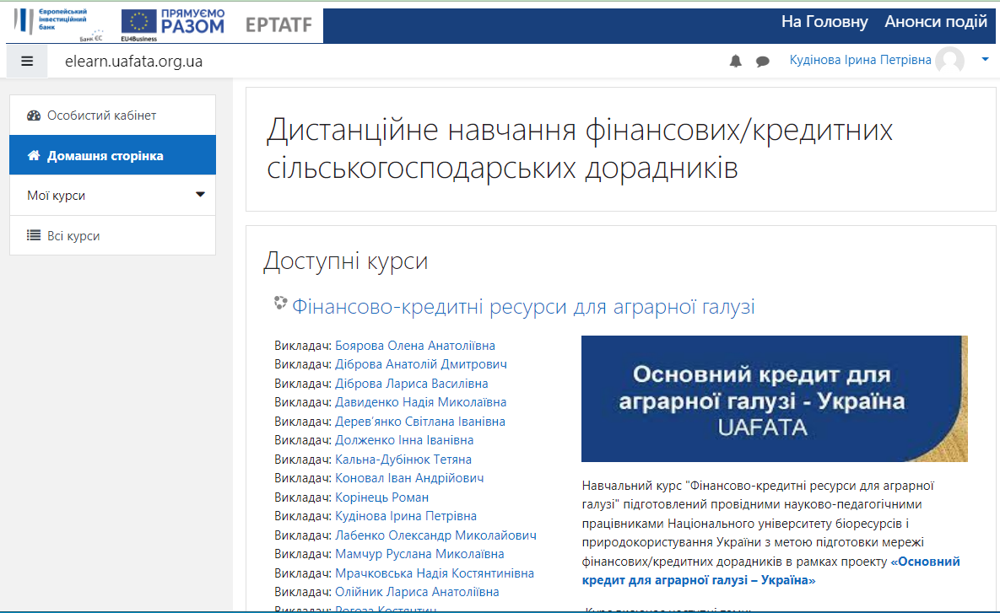 Європейський
інвестиційний
банк
Банк ЄС
EU4Business
ПРЯМУЄМО
РАЗОМ
EPTATF
На Головну
Анонси подій
elearn.uafata.org.ua
Кудінова Ірина Петрівна
Особистий кабінет
Домашня сторінка
Мої курси
Всі курси
Дистанційне навчання фінансових/кредитних
сільськогосподарських дорадників
Доступні курси
Фінансово-кредитні ресурси для аграрної галузі
Викладач: Боярова Олена Анатоліївна
Викладач: Діброва Анатолій Дмитрович
Викладач: Діброва Лариса Василівна
Викладач: Давиденко Надія Миколаївна
Викладач: Дерев'янко Світлана Іванівна
Викладач: Долженко Інна Іванівна
Викладач: Кальна-Дубінюк Тетяна
Викладач: Коновал Іван Андрійович
Викладач: Корінець Роман
Викладач: Кудінова Ірина Петрівна
Викладач: Лабенко Олександр Миколайович
Викладач: Мамчур Руслана Миколаївна
Викладач: Мрачковська Надія Костянтинівна
Викладач: Олійник Лариса Анатоліївна
Викладач: Рогоза Костянтин
Основний кредит для
аграрної галузі - Україна
UAFATA
Навчальний курс "Фінансово-кредитні ресурси для аграрної
галузі" підготовлений провідними науково-педагогічними
працівниками Національного університету біоресурсів і
природокористування України з метою підготовки мережі
фінансових/кредитних дорадників в рамках проекту «Основний
кредит для аграрної галузі – Україна»
Курс включає наступні теми: